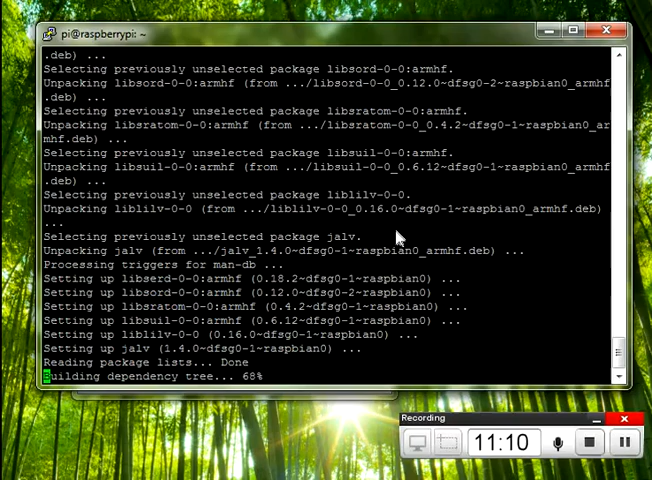 pi@raspberrypi: ~
.deb) ...
Selecting previously unselected package libsord-0-0:armhf.
Unpacking libsord-0-0:armhf (from .../libsord-0-0_0.12.0~dfsg0-2~raspbian0_armhf
.deb) ...
Selecting previously unselected package libsratom-0-0:armhf.
Unpacking libsratom-0-0:armhf (from .../libsratom-0-0_0.4.2~dfsg0-1~raspbian0_ar
mhf.deb) ...
Selecting previously unselected package libsuil-0-0:armhf.
Unpacking libsuil-0-0:armhf (from .../libsuil-0-0_0.6.12~dfsg0-1~raspbian0_armhf
.deb) ...
Selecting previously unselected package liblilv-0-0.
Unpacking liblilv-0-0 (from .../liblilv-0-0_0.16.0~dfsg0-1~raspbian0_armhf.deb)
...
Selecting previously unselected package jalv.
Unpacking jalv (from .../jalv_1.4.0~dfsg0-1~raspbian0_armhf.deb) ...
Processing triggers for man-db ...
Setting up libserd-0-0:armhf (0.18.2~dfsg0-1~raspbian0) ...
Setting up libsord-0-0:armhf (0.12.0~dfsg0-2~raspbian0) ...
Setting up libsratom-0-0:armhf (0.4.2~dfsg0-1~raspbian0) ...
Setting up libsuil-0-0:armhf (0.6.12~dfsg0-1~raspbian0) ...
Setting up liblilv-0-0 (0.16.0~dfsg0-1~raspbian0) ...
Setting up jalv (1.4.0~dfsg0-1~raspbian0) ...
Reading package lists... Done
Building dependency tree... 68%
Recording
11:10